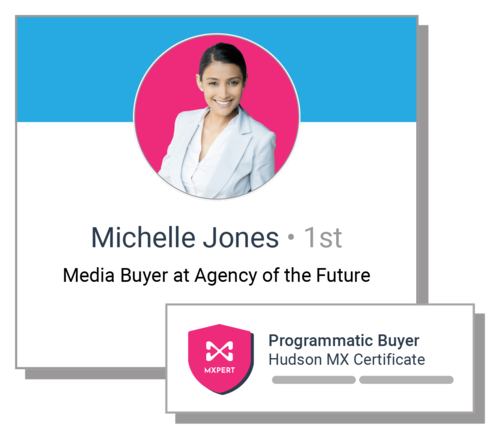 Michelle Jones • 1st
Media Buyer at Agency of the Future
Programmatic Buyer
Hudson MX Certificate
MXPERT